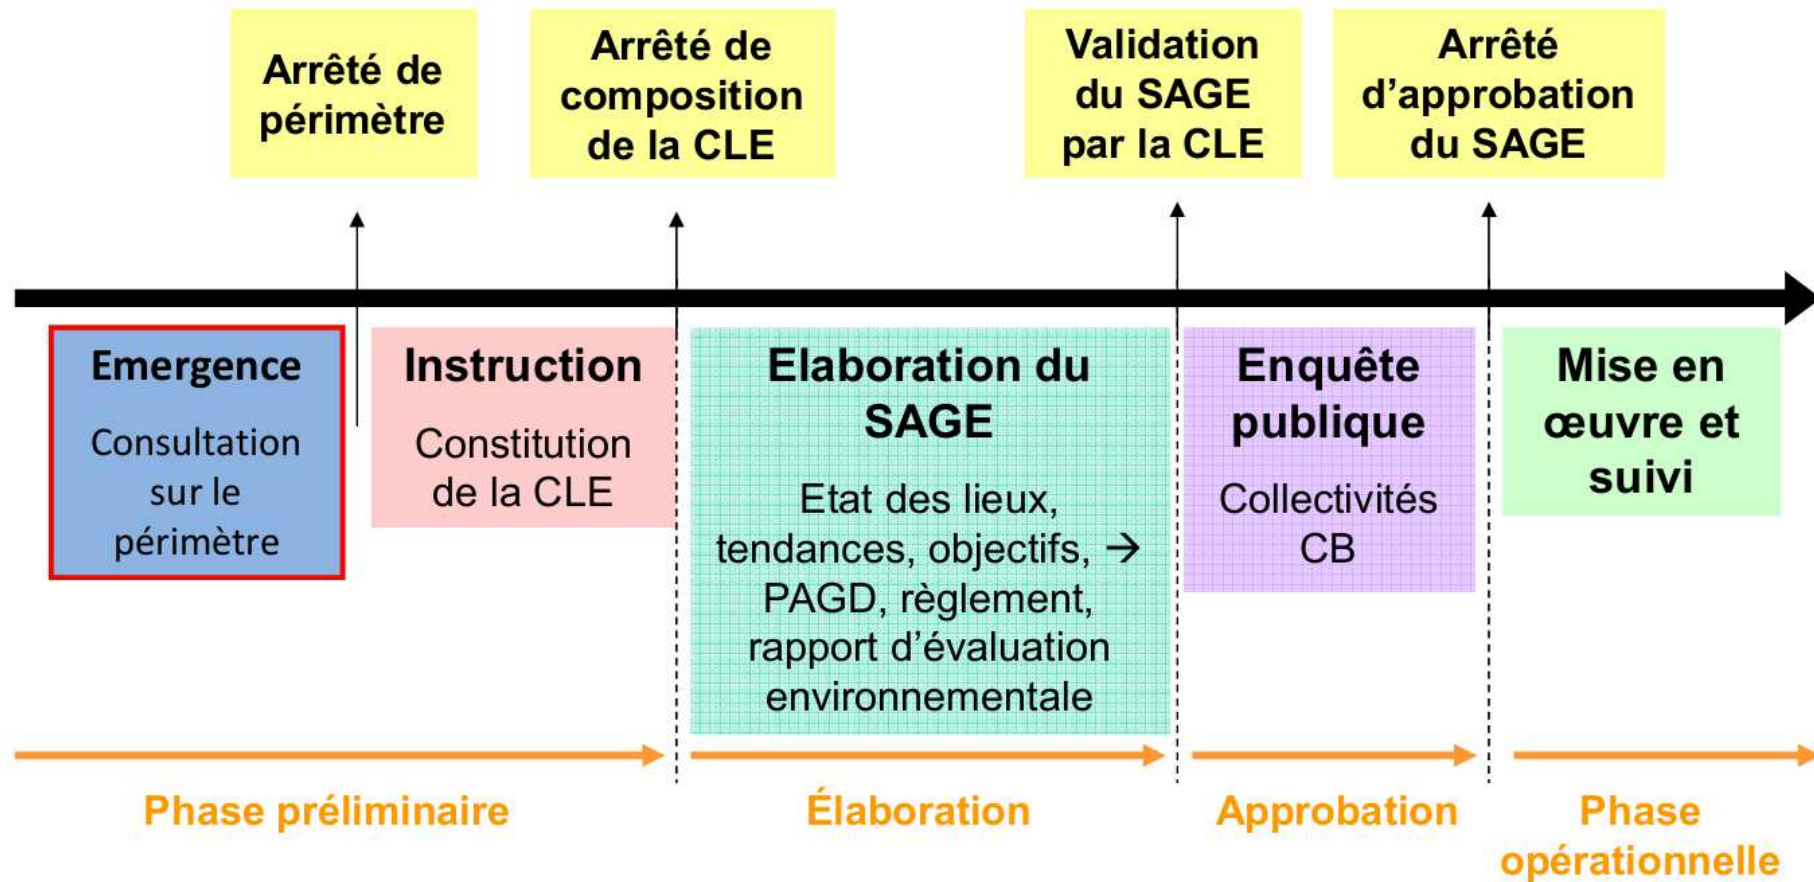 Arrêté de
périmètre
Arrêté de
composition
de la CLE
Validation
du SAGE
par la CLE
Arrêté
d’approbation
du SAGE
Emergence
Consultation
sur le
périmètre
Instruction
Constitution
de la CLE
Elaboration du
SAGE
Etat des lieux,
tendances, objectifs, →
PAGD, règlement,
rapport d’évaluation
environnementale
Enquête
publique
Collectivités
CB
Mise en
œuvre et
suivi
Phase préliminaire
Élaboration
Approbation
Phase
opérationnelle